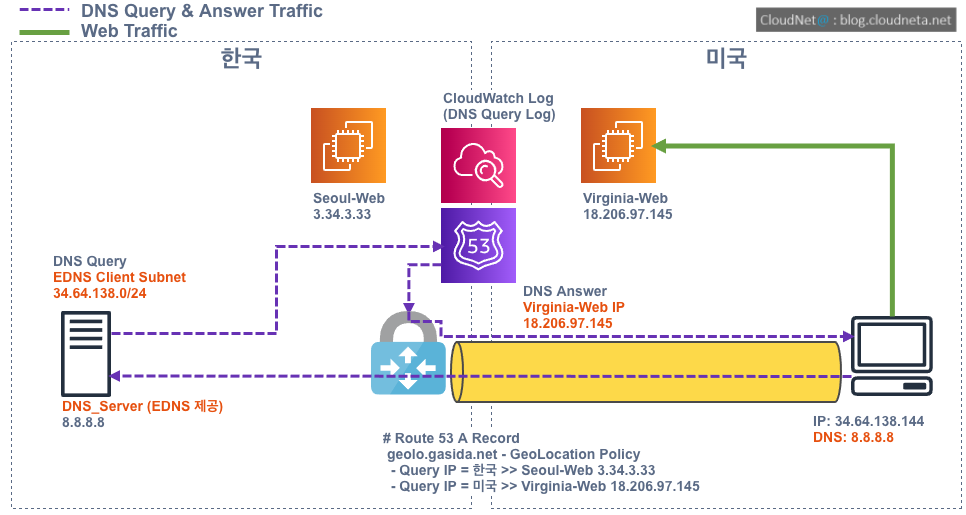 DNS Query & Answer Traffic
Web Traffic
CloudNet@ : blog.cloudneta.net
한국
미국
CloudWatch Log
(DNS Query Log)
Seoul-Web
3.34.3.33
Virginia-Web
18.206.97.145
53
DNS Query
EDNS Client Subnet
34.64.138.0/24
DNS Answer
Virginia-Web IP
18.206.97.145
DNS_Server (EDNS 제공)
8.8.8.8
IP: 34.64.138.144
DNS: 8.8.8.8
# Route 53 A Record
geolo.gasida.net - GeoLocation Policy
- Query IP = 한국 >> Seoul-Web 3.34.3.33
- Query IP = 미국 >> Virginia-Web 18.206.97.145